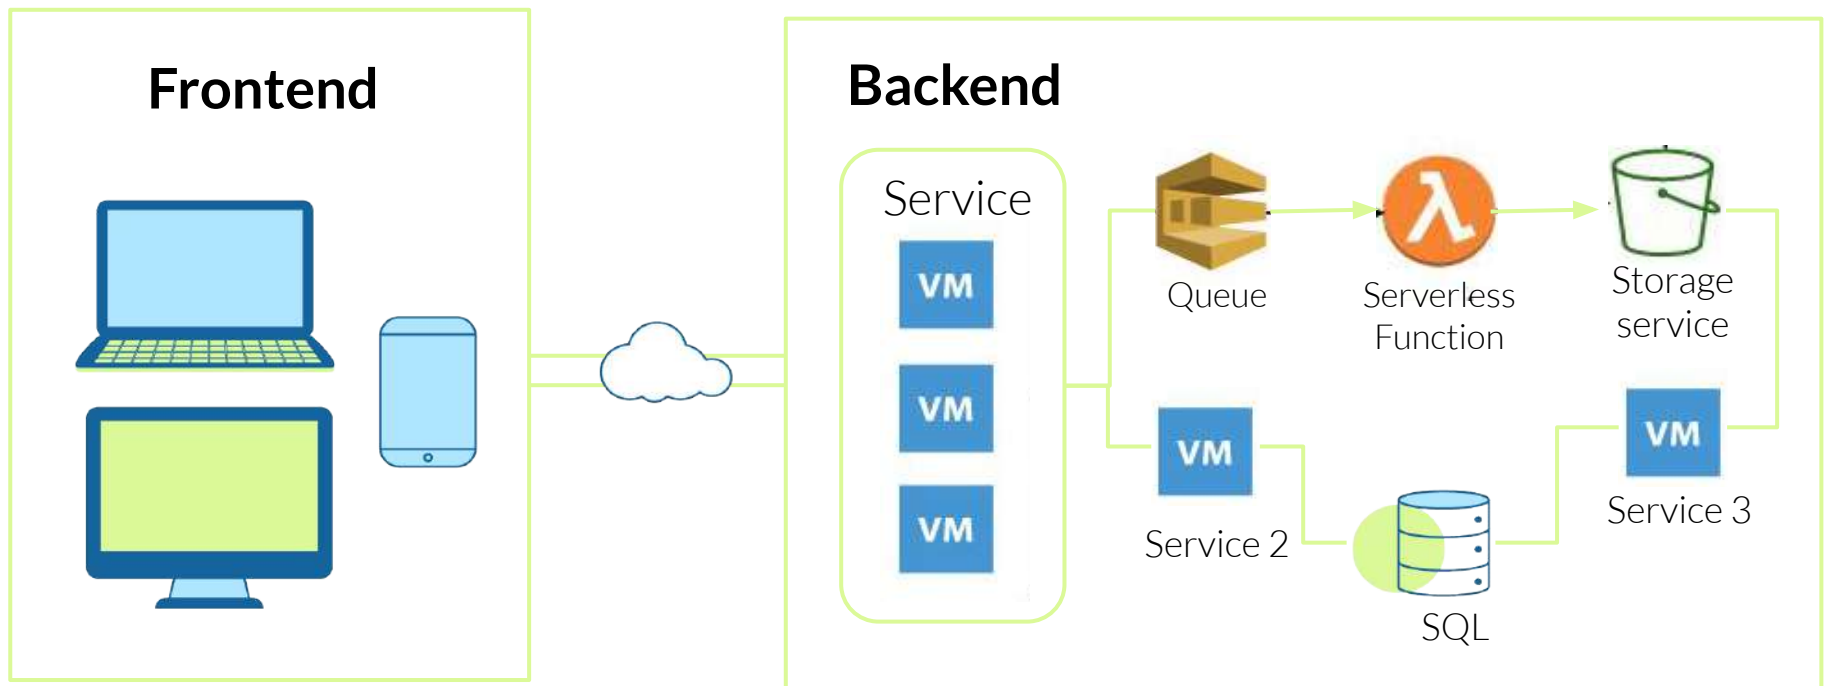 Frontend
Backend
Service
VM
VM
VM
Queue
Serverless
Function
Storage
service
VM
Service 2
SQL
VM
Service 3